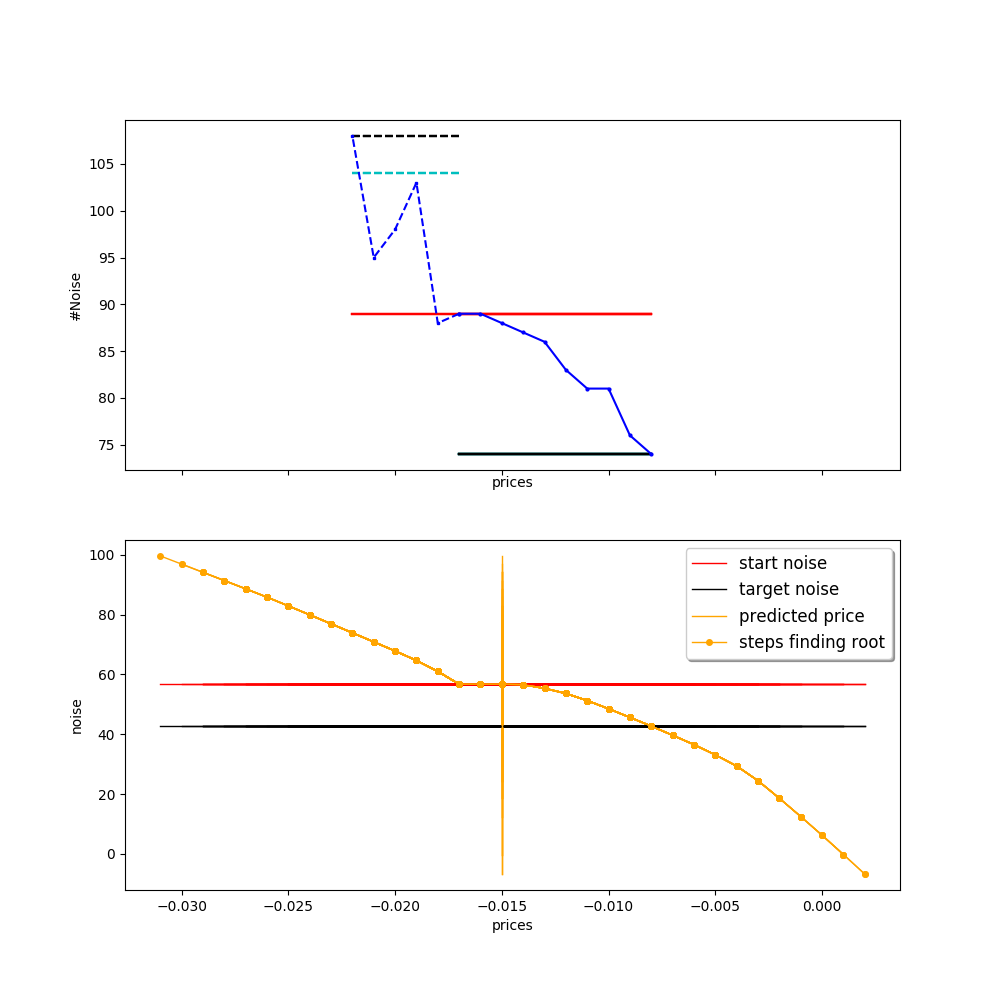 105
100
95
90
85
80
75
#Noise
prices
100
80
60
40
20
0
noise
start noise
target noise
predicted price
steps finding root
−0.030 −0.025 −0.020 −0.015 −0.010 −0.005 0.000
prices